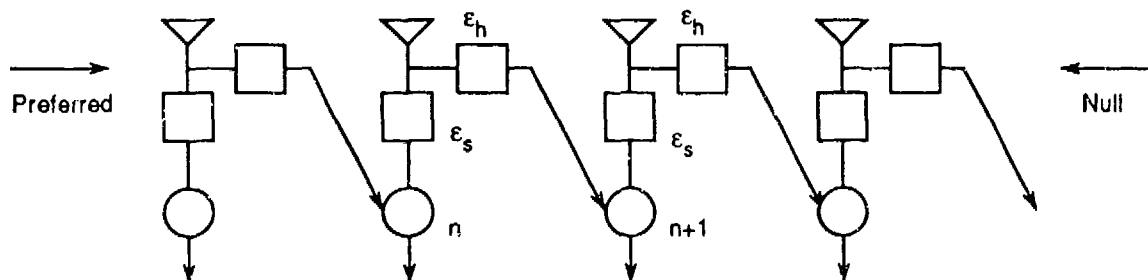 ε_h
ε_h
Preferred
Null
ε_s
ε_s
n
n+1